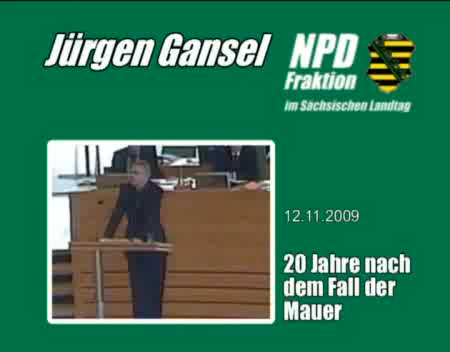 Jürgen Gansel
NPD
Fraktion
im Sächsischen Landtag
12.11.2009
20 Jahre nach
dem Fall der
Mauer